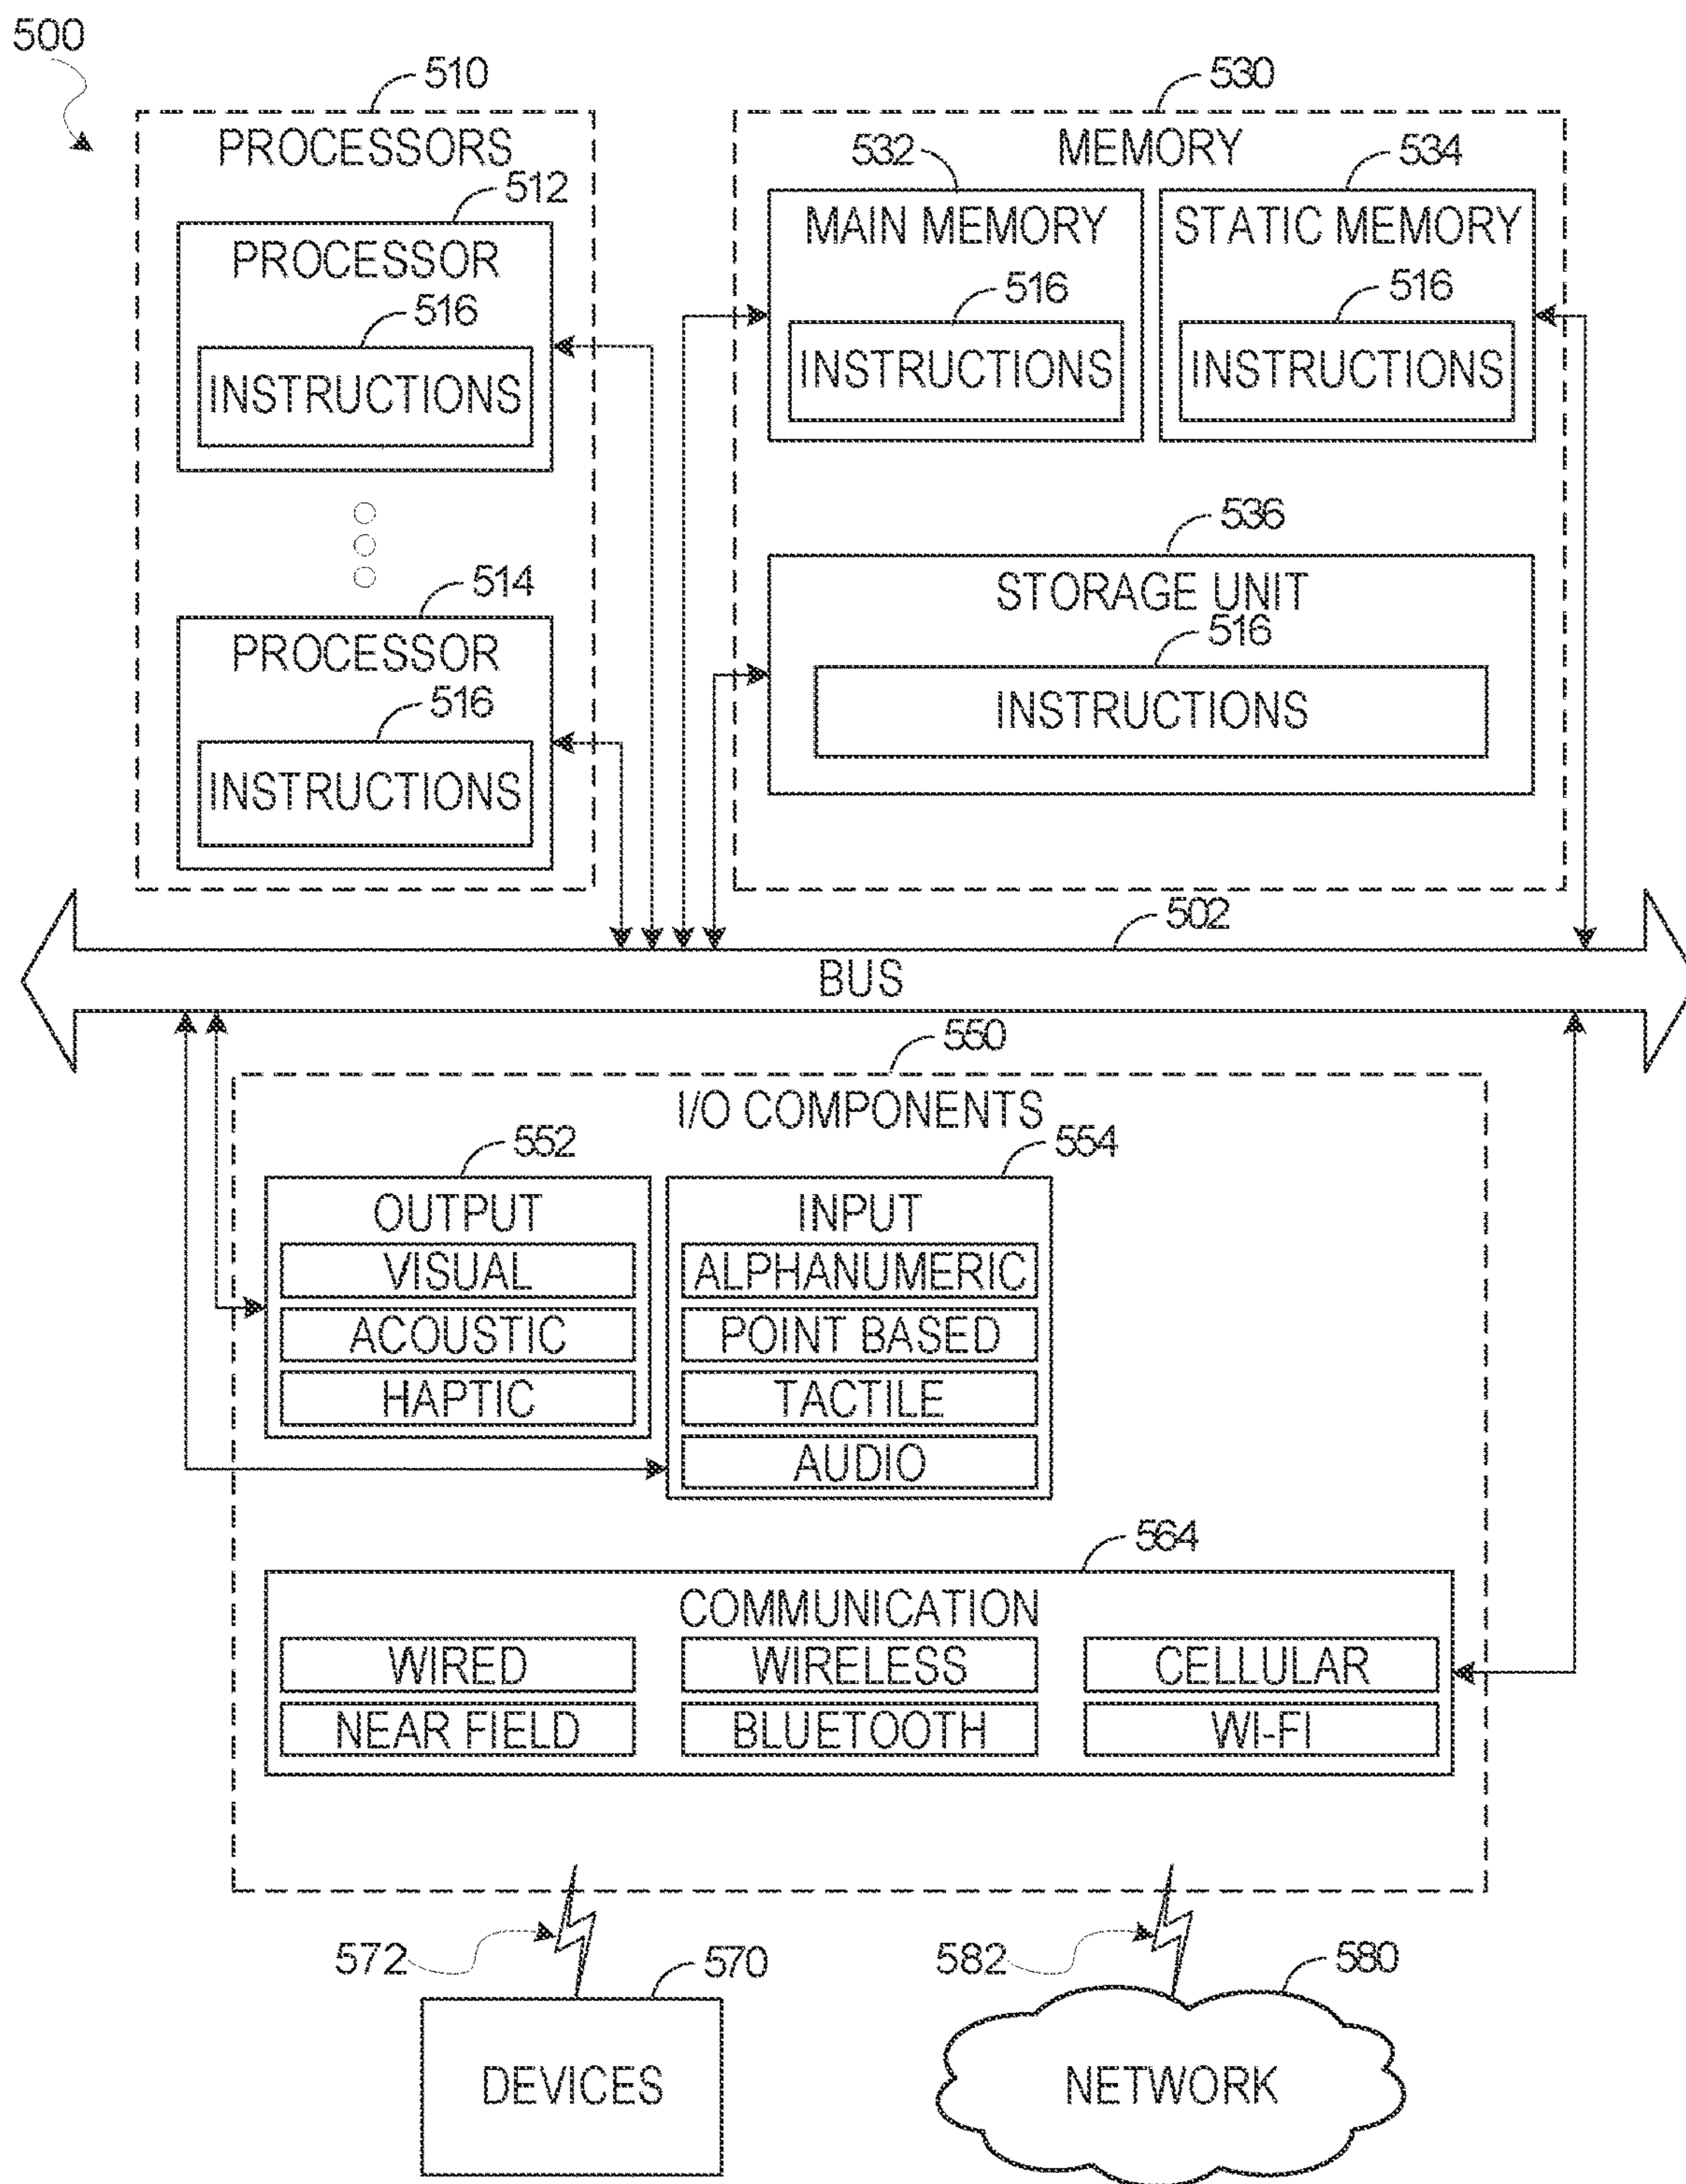 500
510
PROCESSORS
512
PROCESSOR
516
INSTRUCTIONS
514
PROCESSOR
516
INSTRUCTIONS
530
MEMORY
532
MAIN MEMORY
516
INSTRUCTIONS
534
STATIC MEMORY
516
INSTRUCTIONS
536
STORAGE UNIT
516
INSTRUCTIONS
502
BUS
550
I/O COMPONENTS
552
OUTPUT
VISUAL
ACOUSTIC
HAPTIC
554
INPUT
ALPHANUMERIC
POINT BASED
TACTILE
AUDIO
564
COMMUNICATION
WIRED
WIRELESS
CELLULAR
NEAR FIELD
BLUETOOTH
WI-FI
572
570
DEVICES
582
580
NETWORK